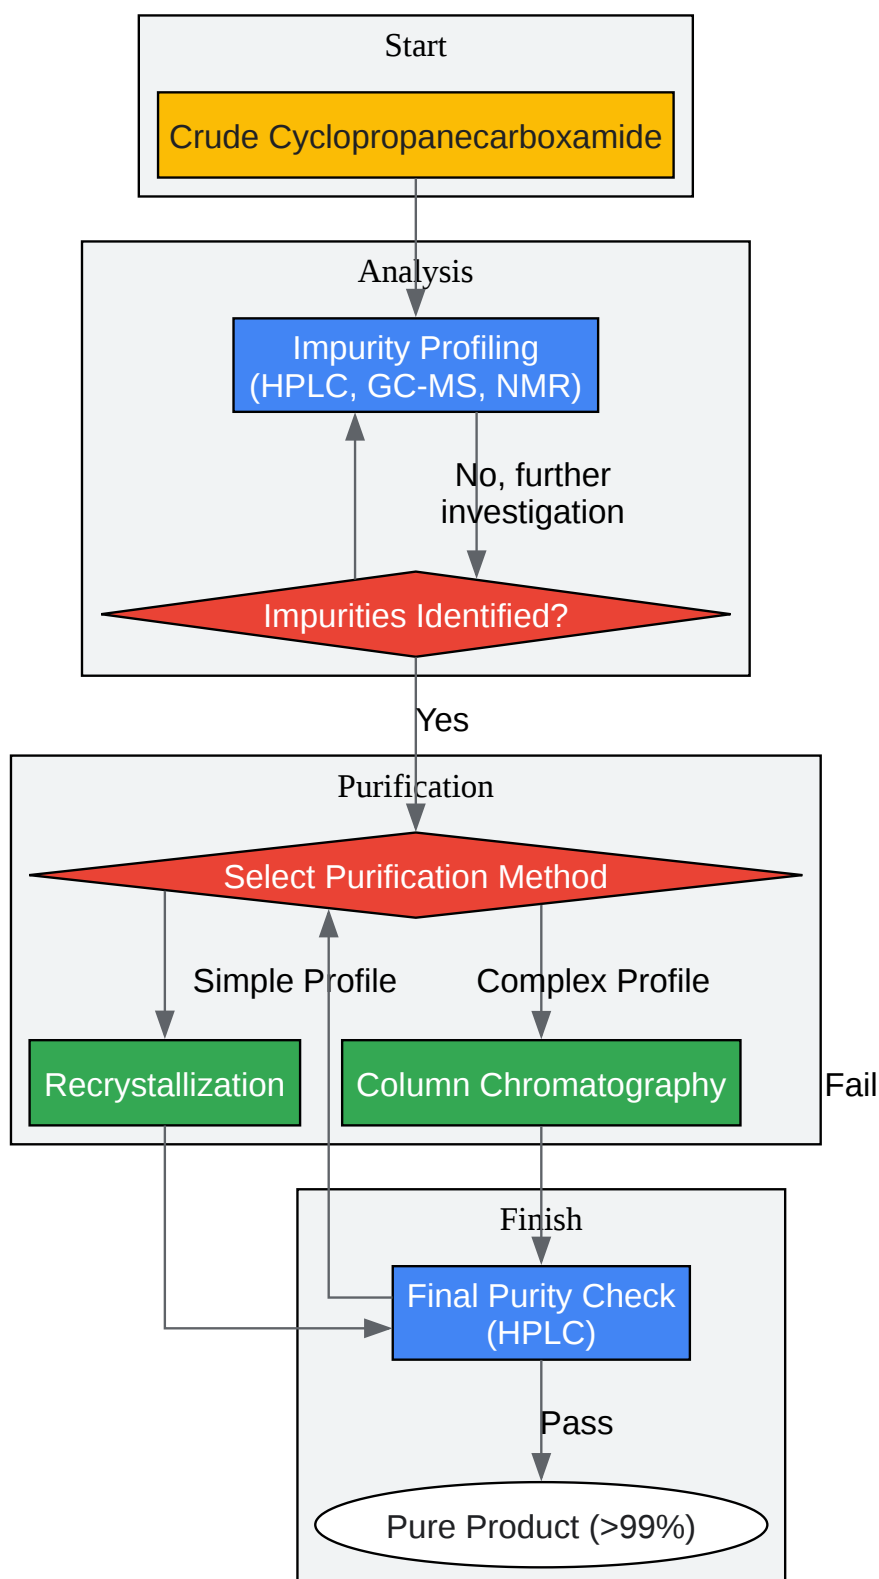 Start
Crude Cyclopropanecarboxamide
Analysis
Impurity Profiling
(HPLC, GC-MS, NMR)
No, further
investigation
Impurities Identified?
Yes
Purification
Select Purification Method
Simple Profile
Complex Profile
Recrystallization
Column Chromatography
Fail
Finish
Final Purity Check
(HPLC)
Pass
Pure Product (>99%)